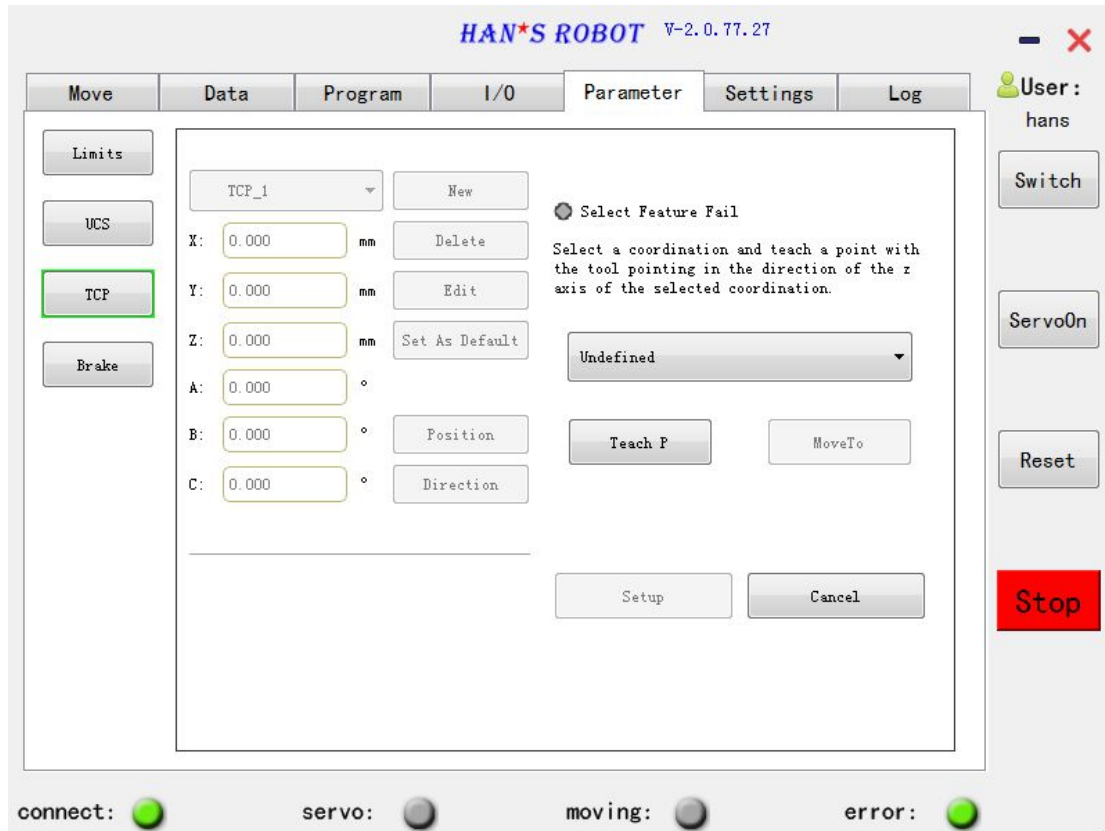 HAN★S ROBOT V-2.0.77.27
Move Data Program I/O Parameter Settings Log
User:
hans
Limits
UCS
TCP
Brake
TCP_1 New
X: 0.000 mm Delete
Y: 0.000 mm Edit
Z: 0.000 mm Set As Default
A: 0.000 °
B: 0.000 ° Position
C: 0.000 ° Direction
Select Feature Fail
Select a coordination and teach a point with
the tool pointing in the direction of the z
axis of the selected coordination.
Undefined
Teach P MoveTo
Setup Cancel
Switch
ServoOn
Reset
Stop
connect: servo: moving: error: